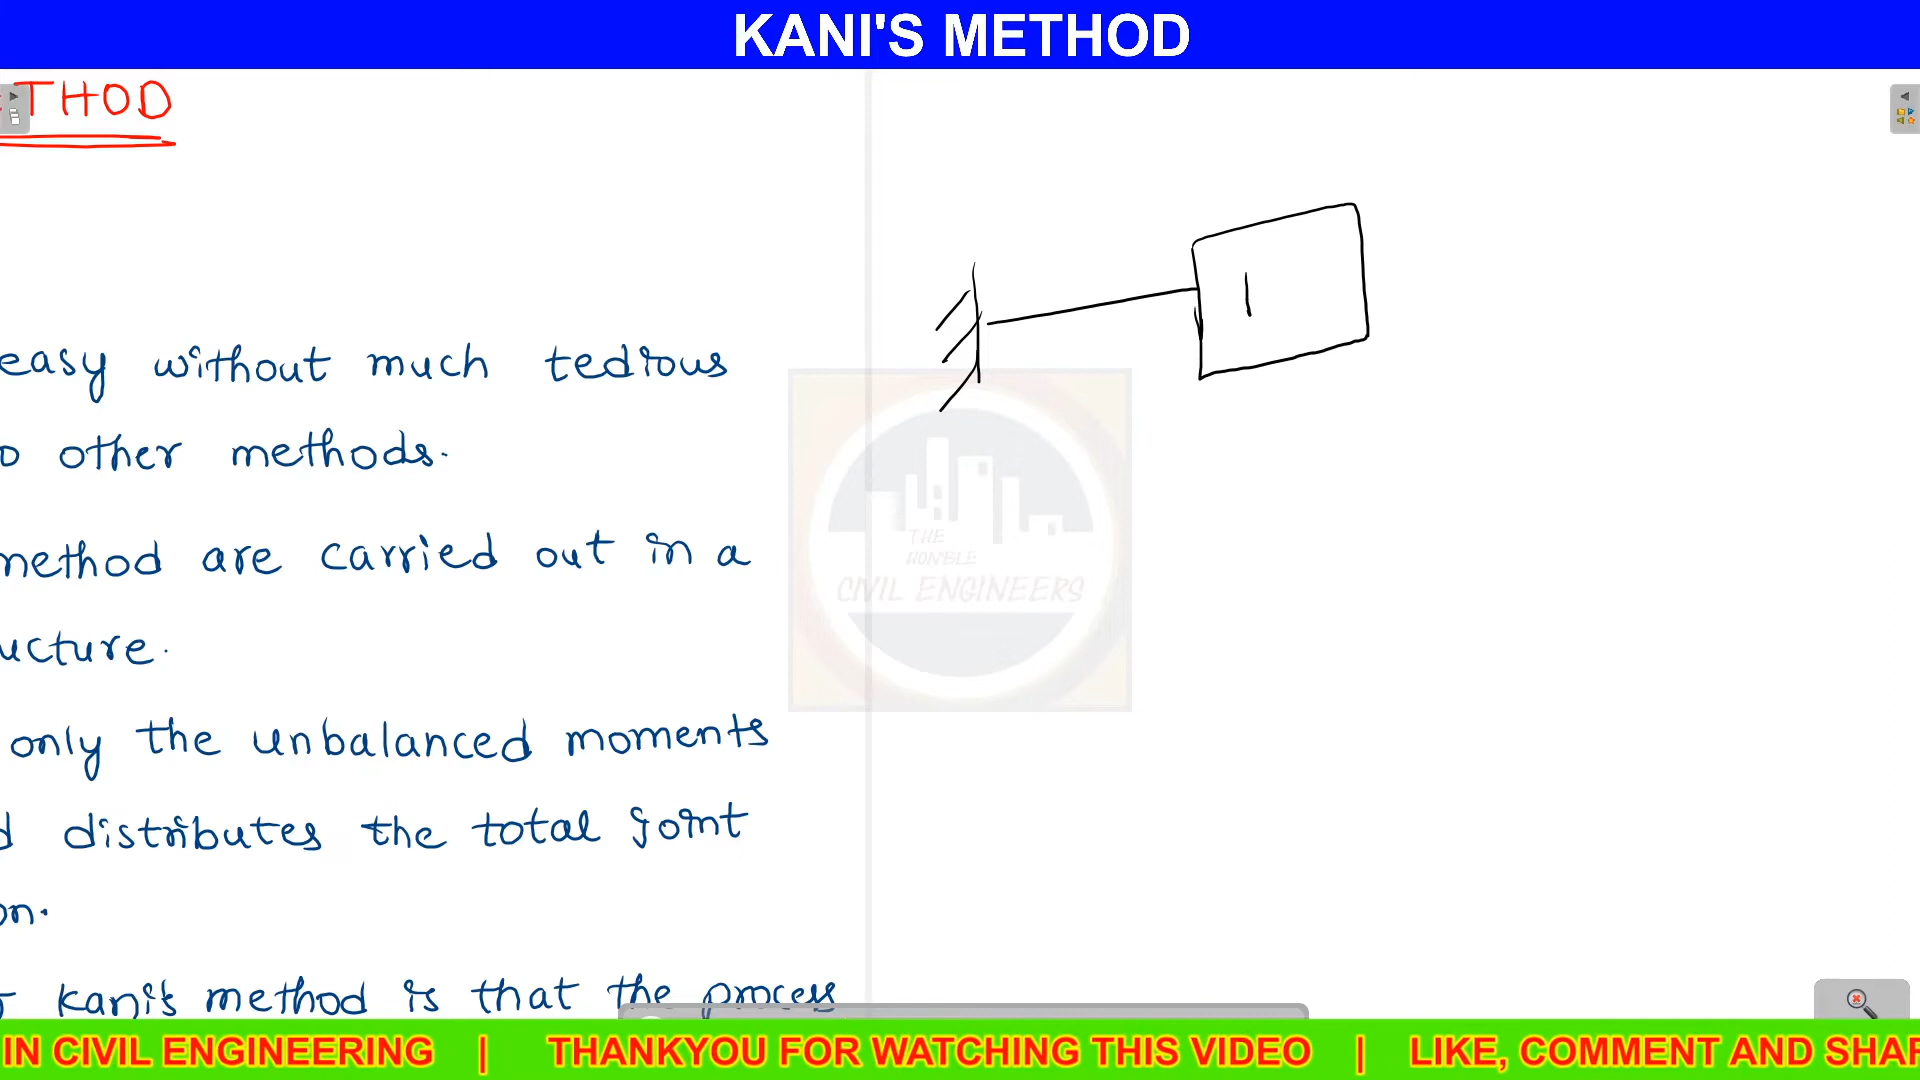 KANI'S METHOD
THOD
easy without much tedious
o other methods.
method are carried out in a
ucture.
only the unbalanced moments
d distributes the total joint
on.
Kani's method is that the process
THE
HON'BLE
CIVIL ENGINEERS
IN CIVIL ENGINEERING | THANKYOU FOR WATCHING THIS VIDEO | LIKE, COMMENT AND SHAR